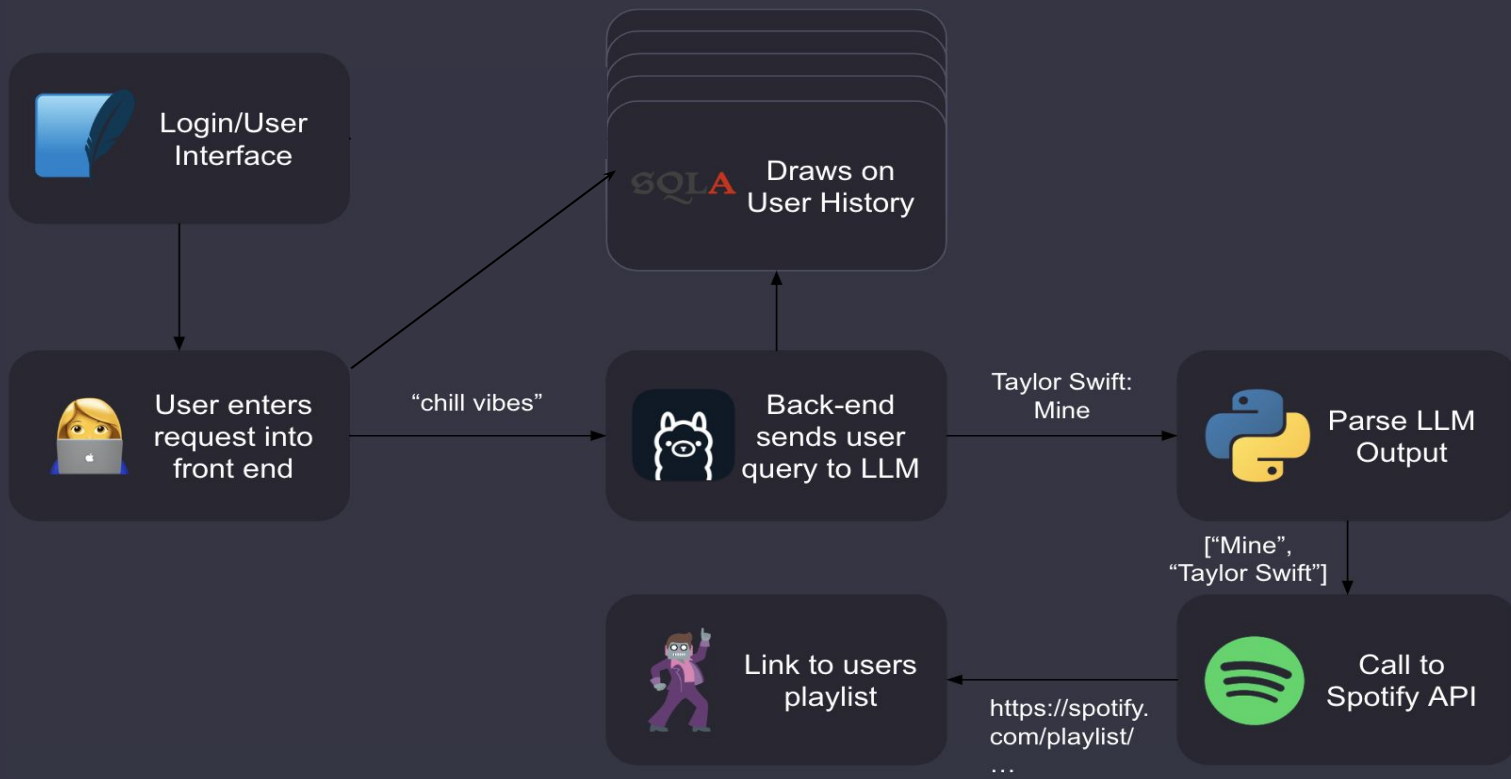 Login/User
Interface
SQLA
Draws on
User History
User enters
request into
front end
“chill vibes”
Back-end
sends user
query to LLM
Taylor Swift:
Mine
Parse LLM
Output
[“Mine”,
“Taylor Swift”]
Call to
Spotify API
https://spotify.
com/playlist/
…
Link to users
playlist